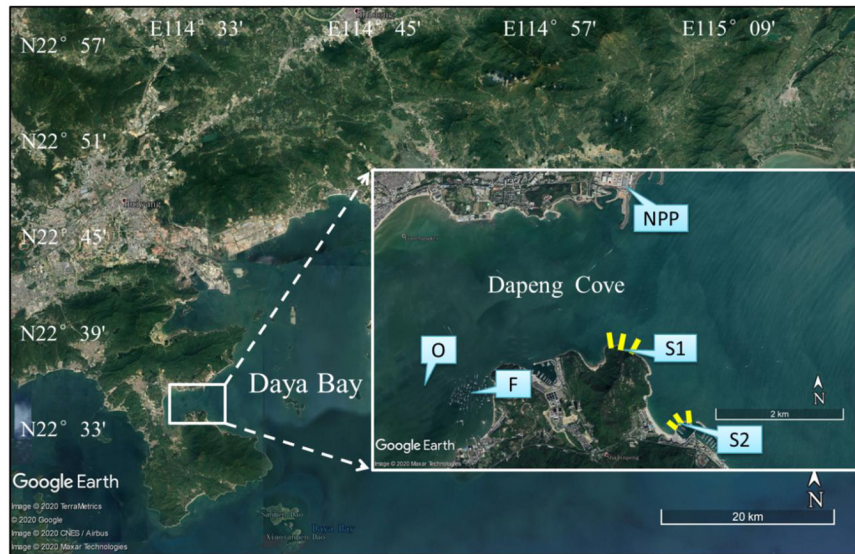 E114° 33'
E114° 45'
E114° 57'
E115° 09'
N22° 57'
N22° 51'
N22° 45'
N22° 39'
N22° 33'
NPP
Dapeng Cove
O
F
S1
S2
N
2 km
Google Earth
Image © 2020 Maxar Technologies
Daya Bay
Google Earth
Image © 2020 TerraMetrics
© 2020 Google
Image © 2020 CNES / Airbus
Image © 2020 Maxar Technologies
Daya Bay
N
20 km